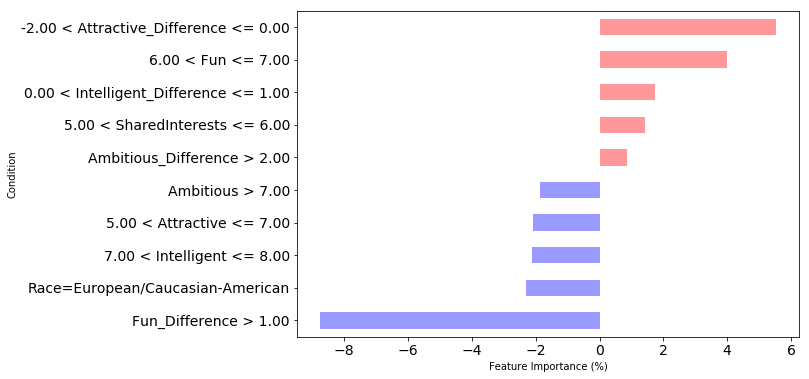 -2.00 < Attractive_Difference <= 0.00
6.00 < Fun <= 7.00
0.00 < Intelligent_Difference <= 1.00
5.00 < SharedInterests <= 6.00
Ambitious_Difference > 2.00
Condition
Ambitious > 7.00
5.00 < Attractive <= 7.00
7.00 < Intelligent <= 8.00
Race=European/Caucasian-American
Fun_Difference > 1.00
−8 −6 −4 −2 0 2 4 6
Feature Importance (%)